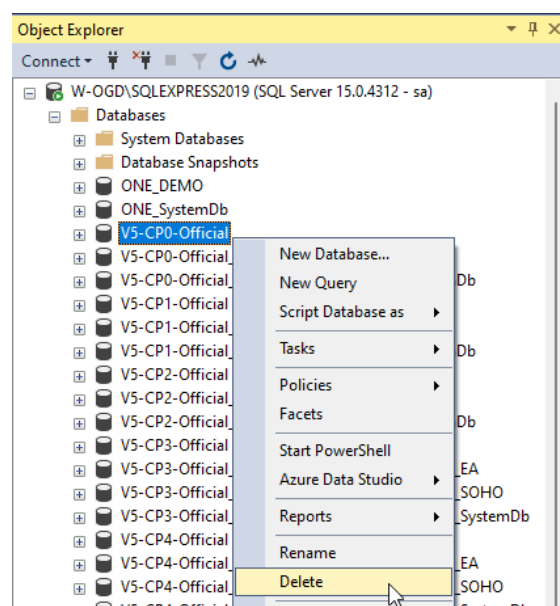 Object Explorer
Connect
W-OGD\SQLEXPRESS2019 (SQL Server 15.0.4312 - sa)
Databases
System Databases
Database Snapshots
ONE_DEMO
ONE_SystemDb
V5-CP0-Official
V5-CP0-Official_
New Database...
V5-CP0-Official_
Db
New Query
V5-CP1-Official
Script Database as
V5-CP1-Official_
V5-CP1-Official_
Db
Tasks
V5-CP2-Official
Policies
V5-CP2-Official_
V5-CP2-Official_
Db
Facets
V5-CP3-Official
Start PowerShell
V5-CP3-Official_
_EA
Azure Data Studio
V5-CP3-Official_
_SOHO
V5-CP3-Official_
_SystemDb
Reports
V5-CP4-Official
Rename
V5-CP4-Official_
_EA
V5-CP4-Official_
_SOHO
Delete